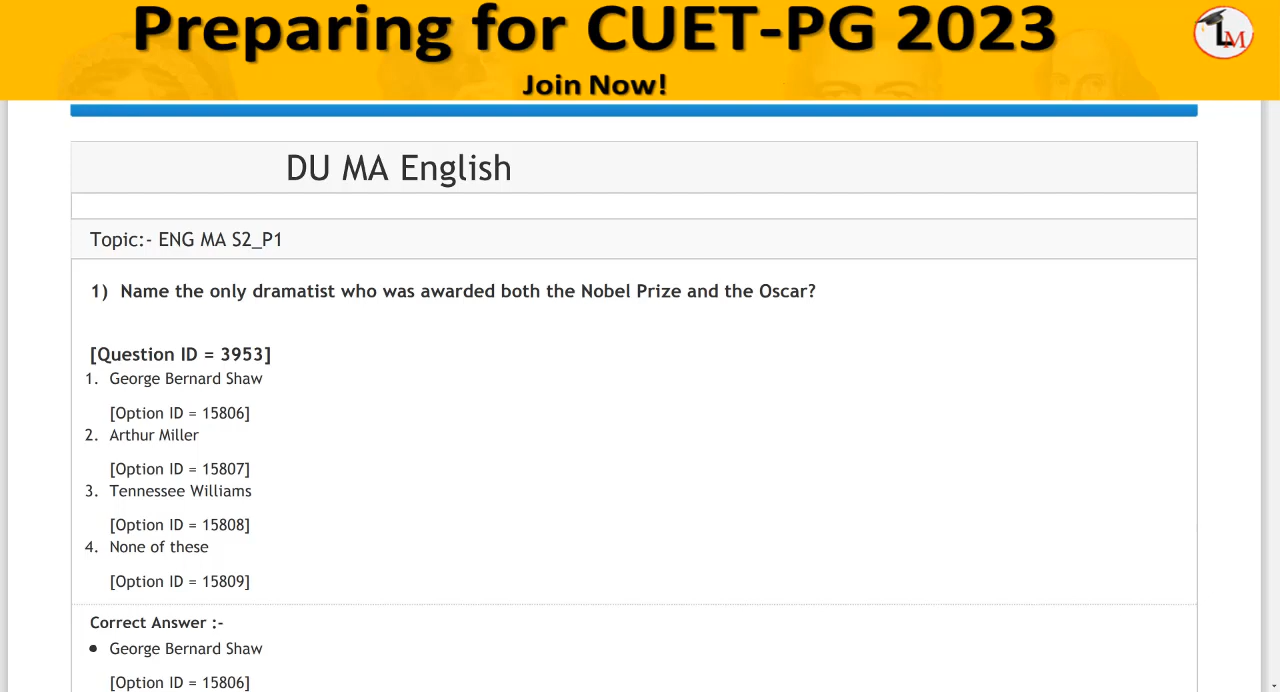 Preparing for CUET-PG 2023
Join Now!
LM
DU MA English
Topic:- ENG MA S2_P1
1) Name the only dramatist who was awarded both the Nobel Prize and the Oscar?
[Question ID = 3953]
1. George Bernard Shaw
[Option ID = 15806]
2. Arthur Miller
[Option ID = 15807]
3. Tennessee Williams
[Option ID = 15808]
4. None of these
[Option ID = 15809]
Correct Answer :-
• George Bernard Shaw
[Option ID = 15806]